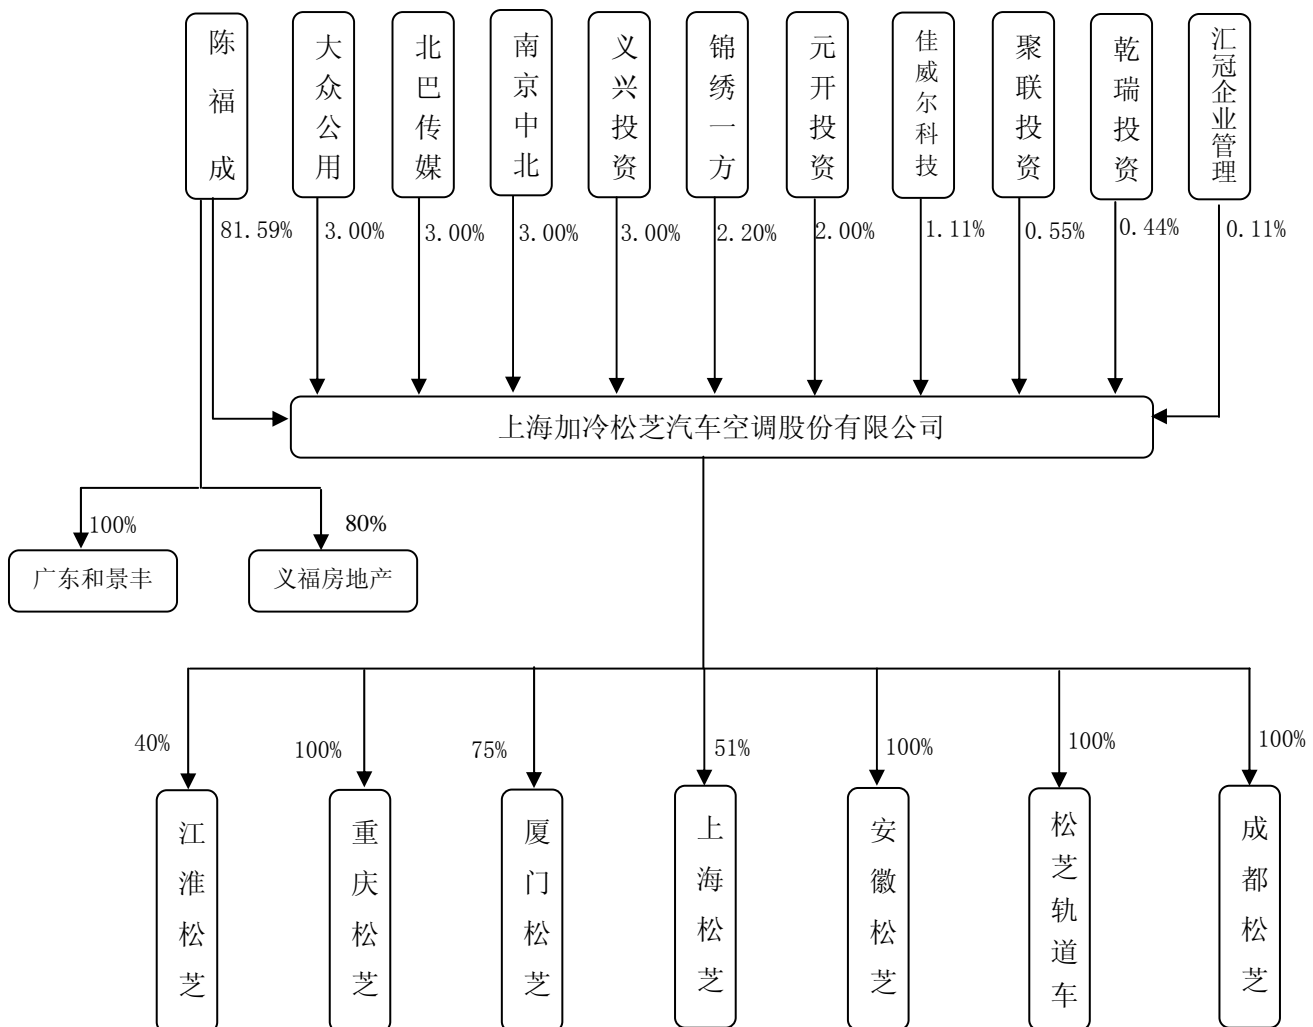 陈福成
大众公用
北巴传媒
南京中北
义兴投资
锦绣一方
元开投资
佳威尔科技
聚联投资
乾瑞投资
汇冠企业管理
81.59%
3.00%
3.00%
3.00%
3.00%
2.20%
2.00%
1.11%
0.55%
0.44%
0.11%
上海加冷松芝汽车空调股份有限公司
100%
80%
广东和景丰
义福房地产
40%
100%
75%
51%
100%
100%
100%
江淮松芝
重庆松芝
厦门松芝
上海松芝
安徽松芝
松芝轨道车
成都松芝